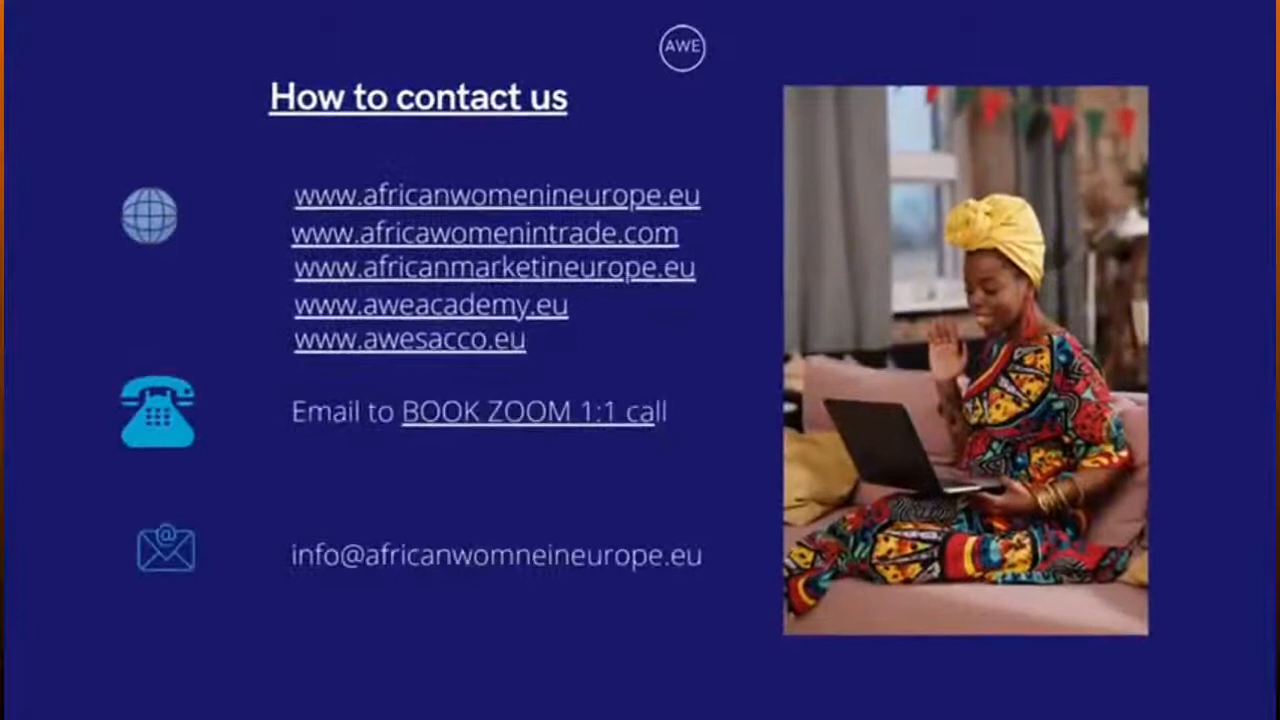 AWE
How to contact us
www.africanwomenineurope.eu
www.africawomenintrade.com
www.africanmarketineurope.eu
www.aweacademy.eu
www.awesacco.eu
Email to BOOK ZOOM 1:1 call
info@africanwomneineurope.eu